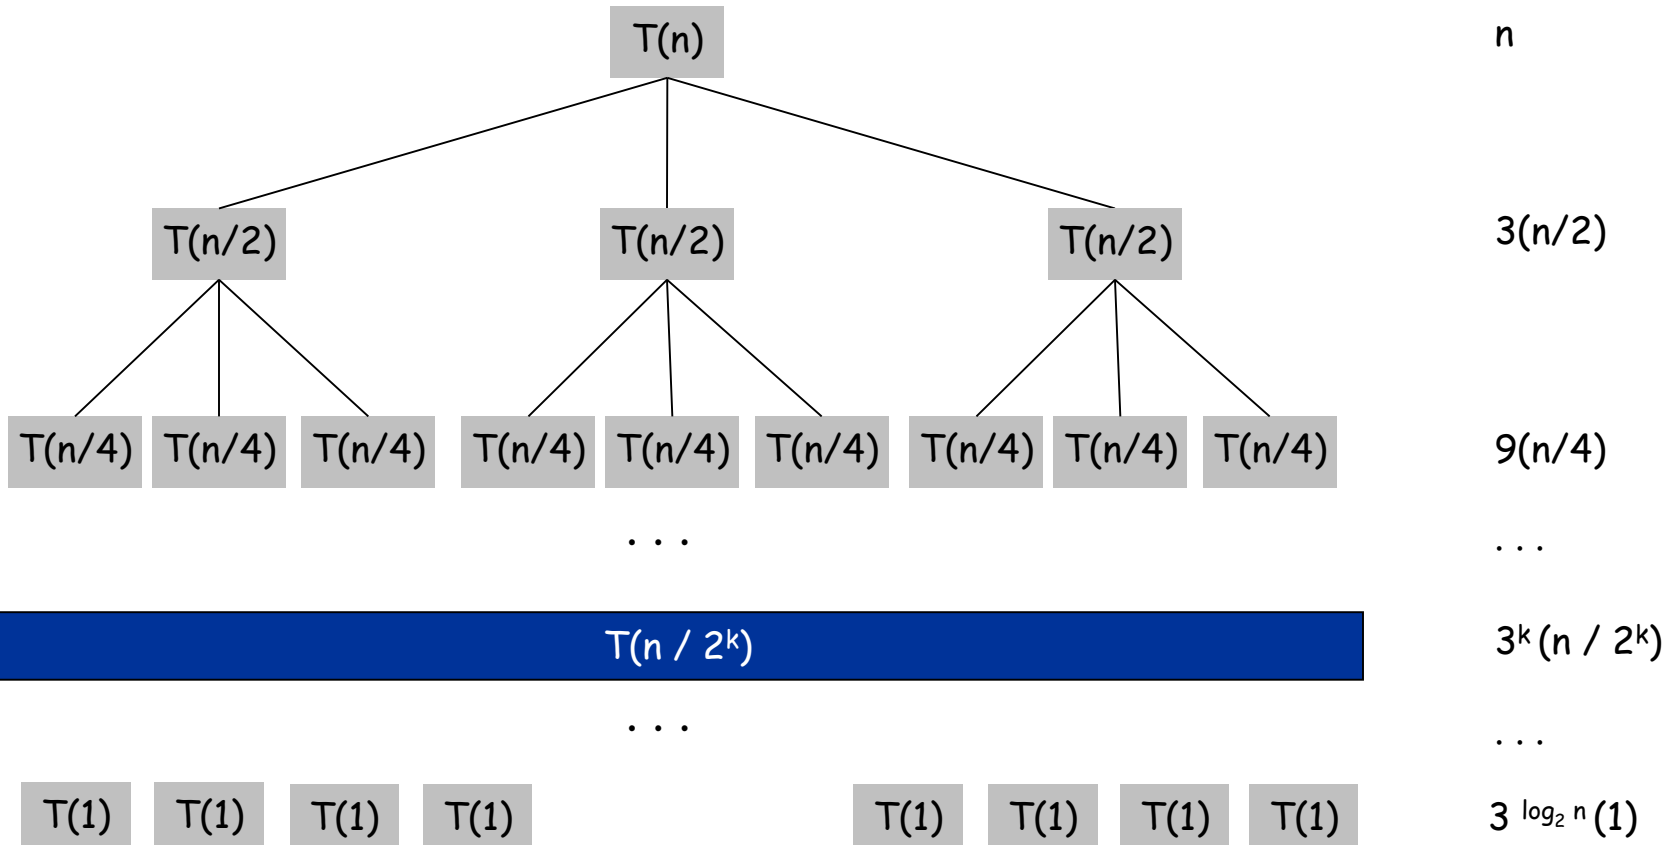 T(n) n
T(n/2) T(n/2) T(n/2) 3(n/2)
T(n/4) T(n/4) T(n/4) T(n/4) T(n/4) T(n/4) T(n/4) T(n/4) T(n/4) 9(n/4)
. . . . . .
T(n / 2ᵏ) 3ᵏ (n / 2ᵏ)
. . . . . .
T(1) T(1) T(1) T(1) T(1) T(1) T(1) T(1) 3 log₂ n (1)